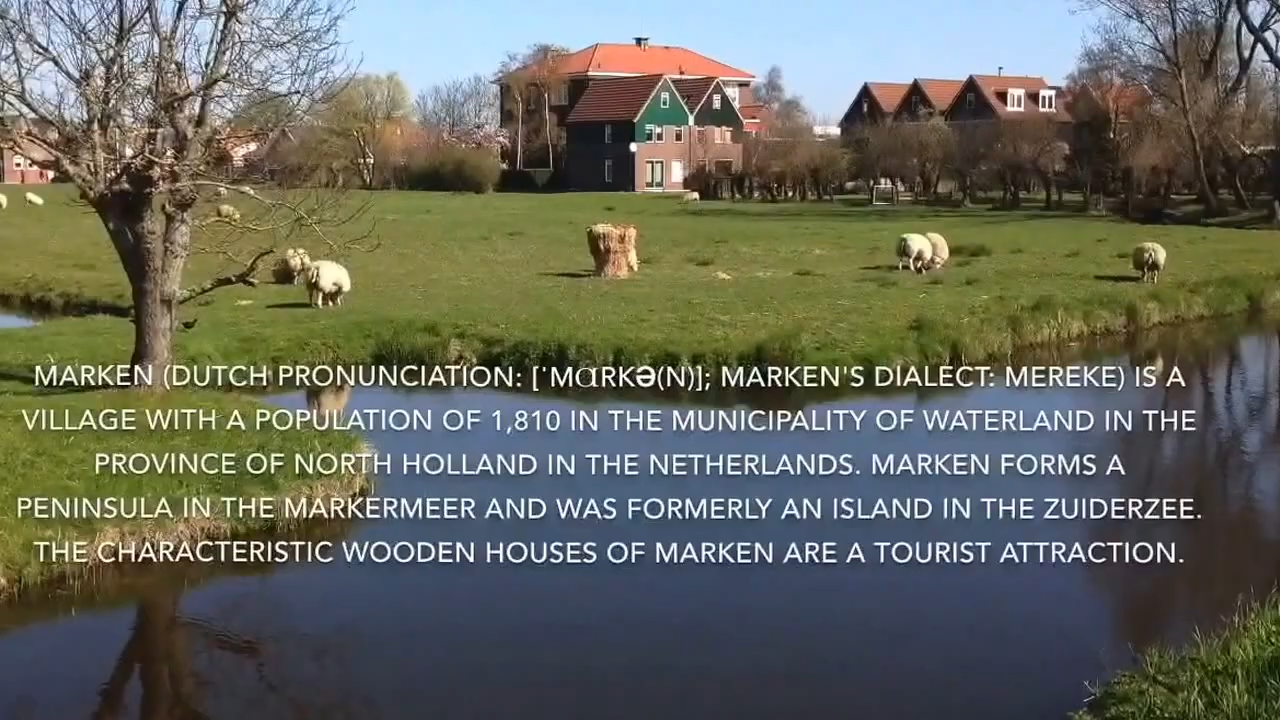 MARKEN (DUTCH PRONUNCIATION: [ˈMɑRKƏ(N)]; MARKEN'S DIALECT: MEREKE) IS A
VILLAGE WITH A POPULATION OF 1,810 IN THE MUNICIPALITY OF WATERLAND IN THE
PROVINCE OF NORTH HOLLAND IN THE NETHERLANDS. MARKEN FORMS A
PENINSULA IN THE MARKERMEER AND WAS FORMERLY AN ISLAND IN THE ZUIDERZEE.
THE CHARACTERISTIC WOODEN HOUSES OF MARKEN ARE A TOURIST ATTRACTION.